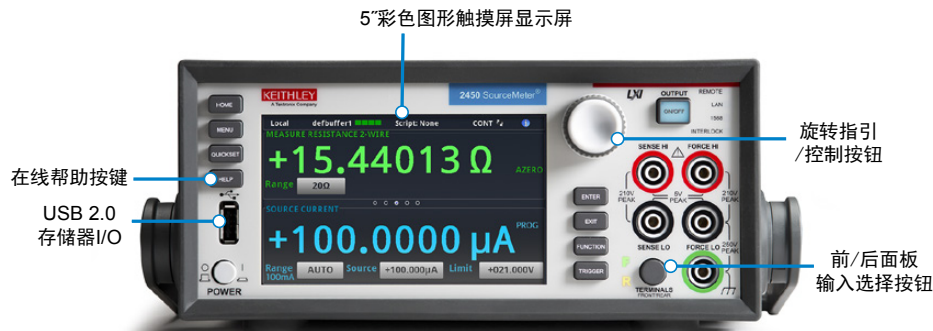 5″彩色图形触摸屏显示屏
KEITHLEY
A Tektronix Company
2450 SourceMeter®
LXI
OUTPUT
ON/OFF
REMOTE
LAN
1588
INTERLOCK
HOME
MENU
QUICKSET
HELP
Local defbuffer1 Script: None CONT
MEASURE RESISTANCE 2-WIRE
+15.44013 Ω
AZERO
Range 20Ω
SOURCE CURRENT
+100.0000 µA
PROG
Range 100mA AUTO Source +100.000µA Limit +021.000V
在线帮助按键
USB 2.0
存储器I/O
POWER
ENTER
EXIT
FUNCTION
TRIGGER
旋转指引
/控制按钮
SENSE HI
FORCE HI
210V PEAK
5V PEAK
210V PEAK
SENSE LO
FORCE LO
250V PEAK
F
R
TERMINALS
FRONT/REAR
前/后面板
输入选择按钮